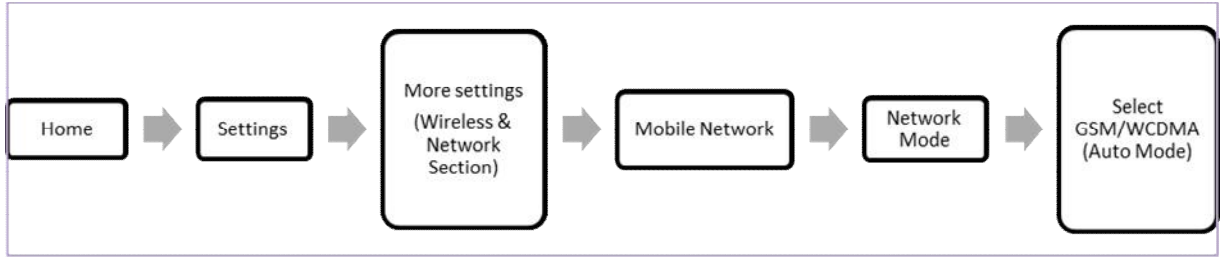 Home
Settings
More settings
(Wireless &
Network
Section)
Mobile Network
Network
Mode
Select
GSM/WCDMA
(Auto Mode)